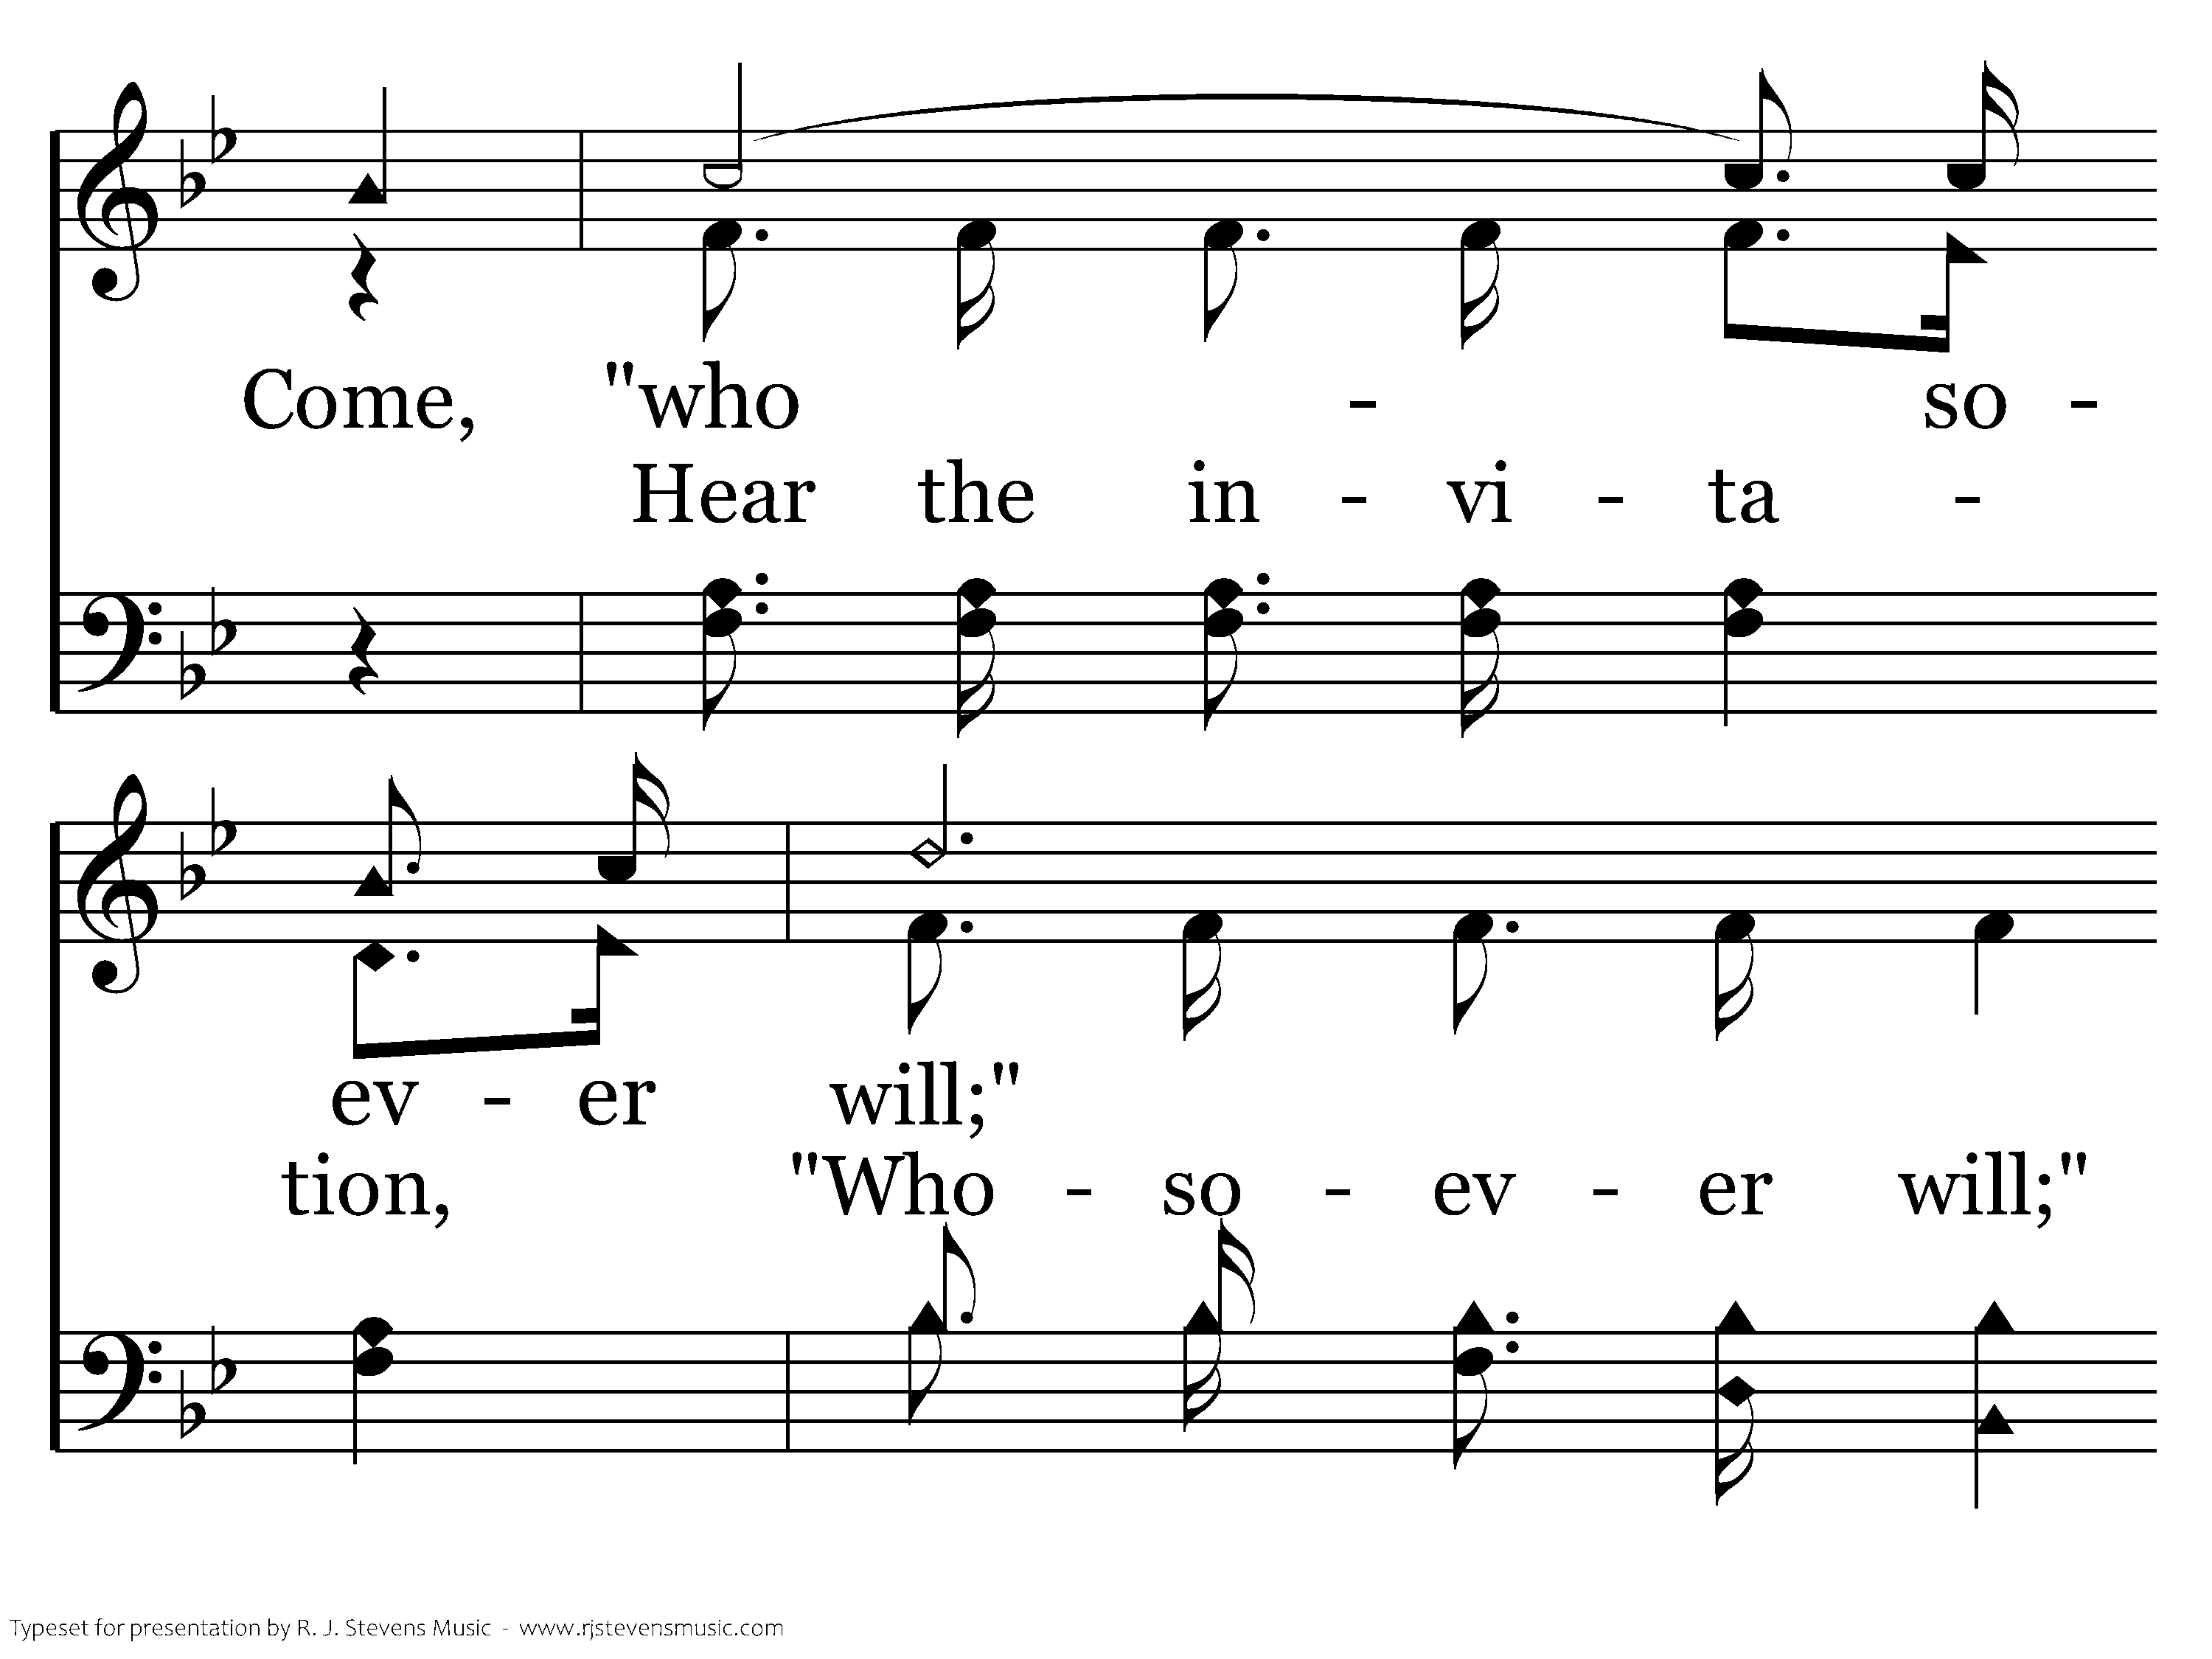 Come, "who - so -
Hear the in - vi - ta -
ev - er will;"
tion, "Who - so - ev - er will;"
Typeset for presentation by R. J. Stevens Music - www.rjstevensmusic.com